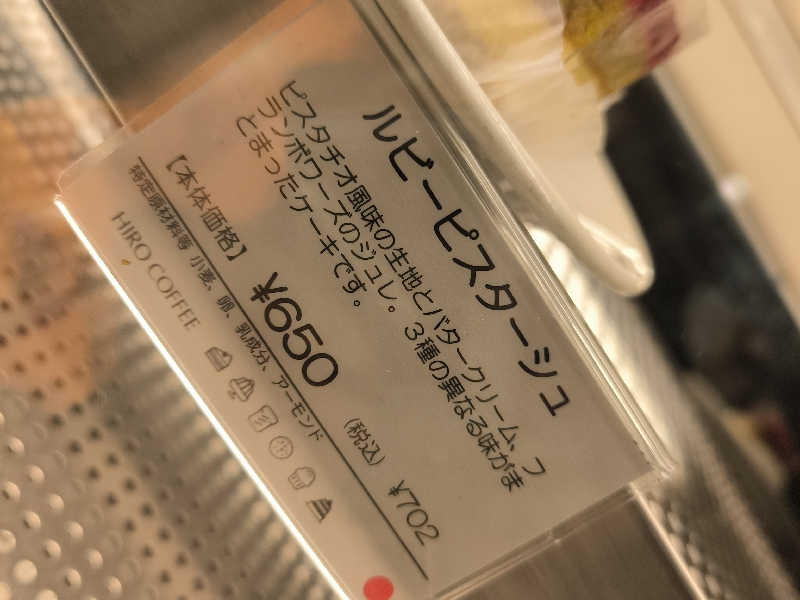 ルビーピスターシュ
ピスタチオ風味の生地とバタークリーム、フ
ランボワーズのジュレ。３種の異なる味がま
とまったケーキです。
【本体価格】 ¥650 (税込) ¥702
特定原材料等 小麦、卵、乳成分、アーモンド
HIRO COFFEE